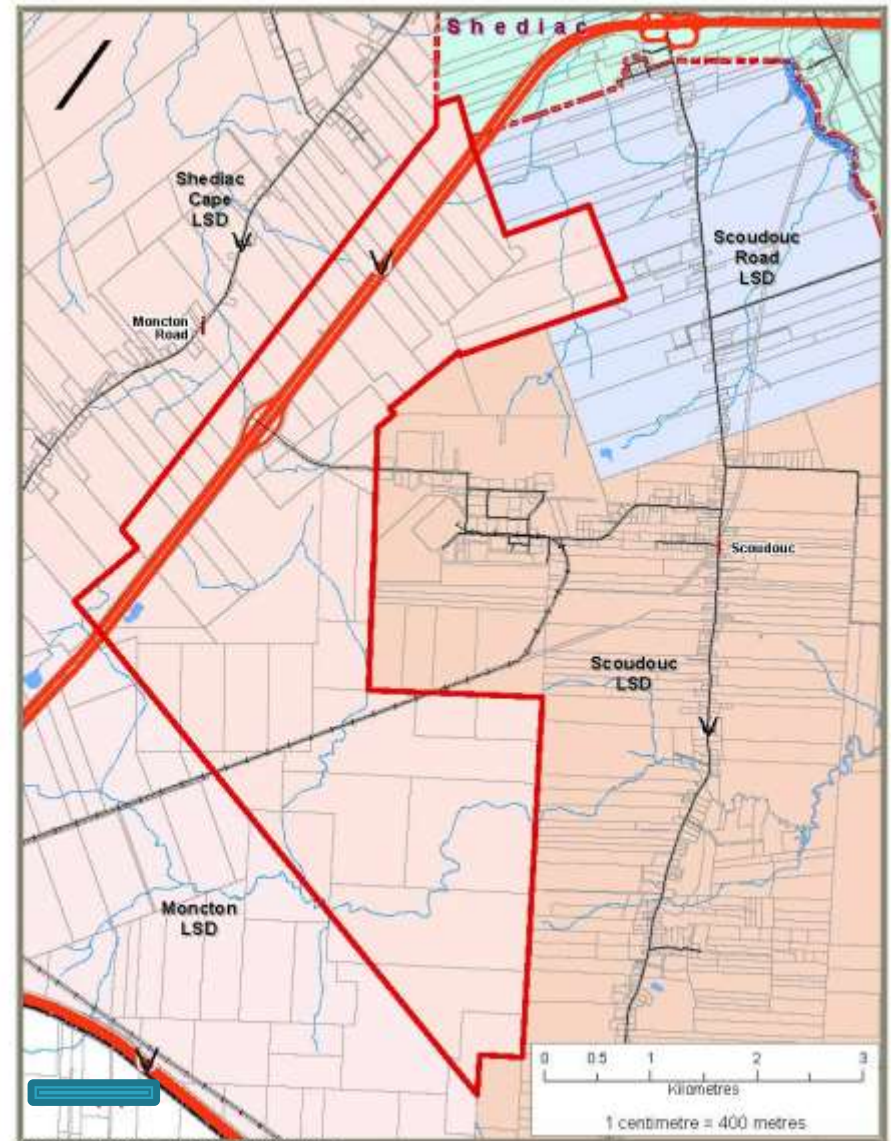 Shediac
Shediac
Cape
LSD
Scoudouc
Road
LSD
Moncton
Road
Scoudouc
Scoudouc
LSD
Moncton
LSD
0 0.5 1 2 3
Kilometres
1 centimetre = 400 metres